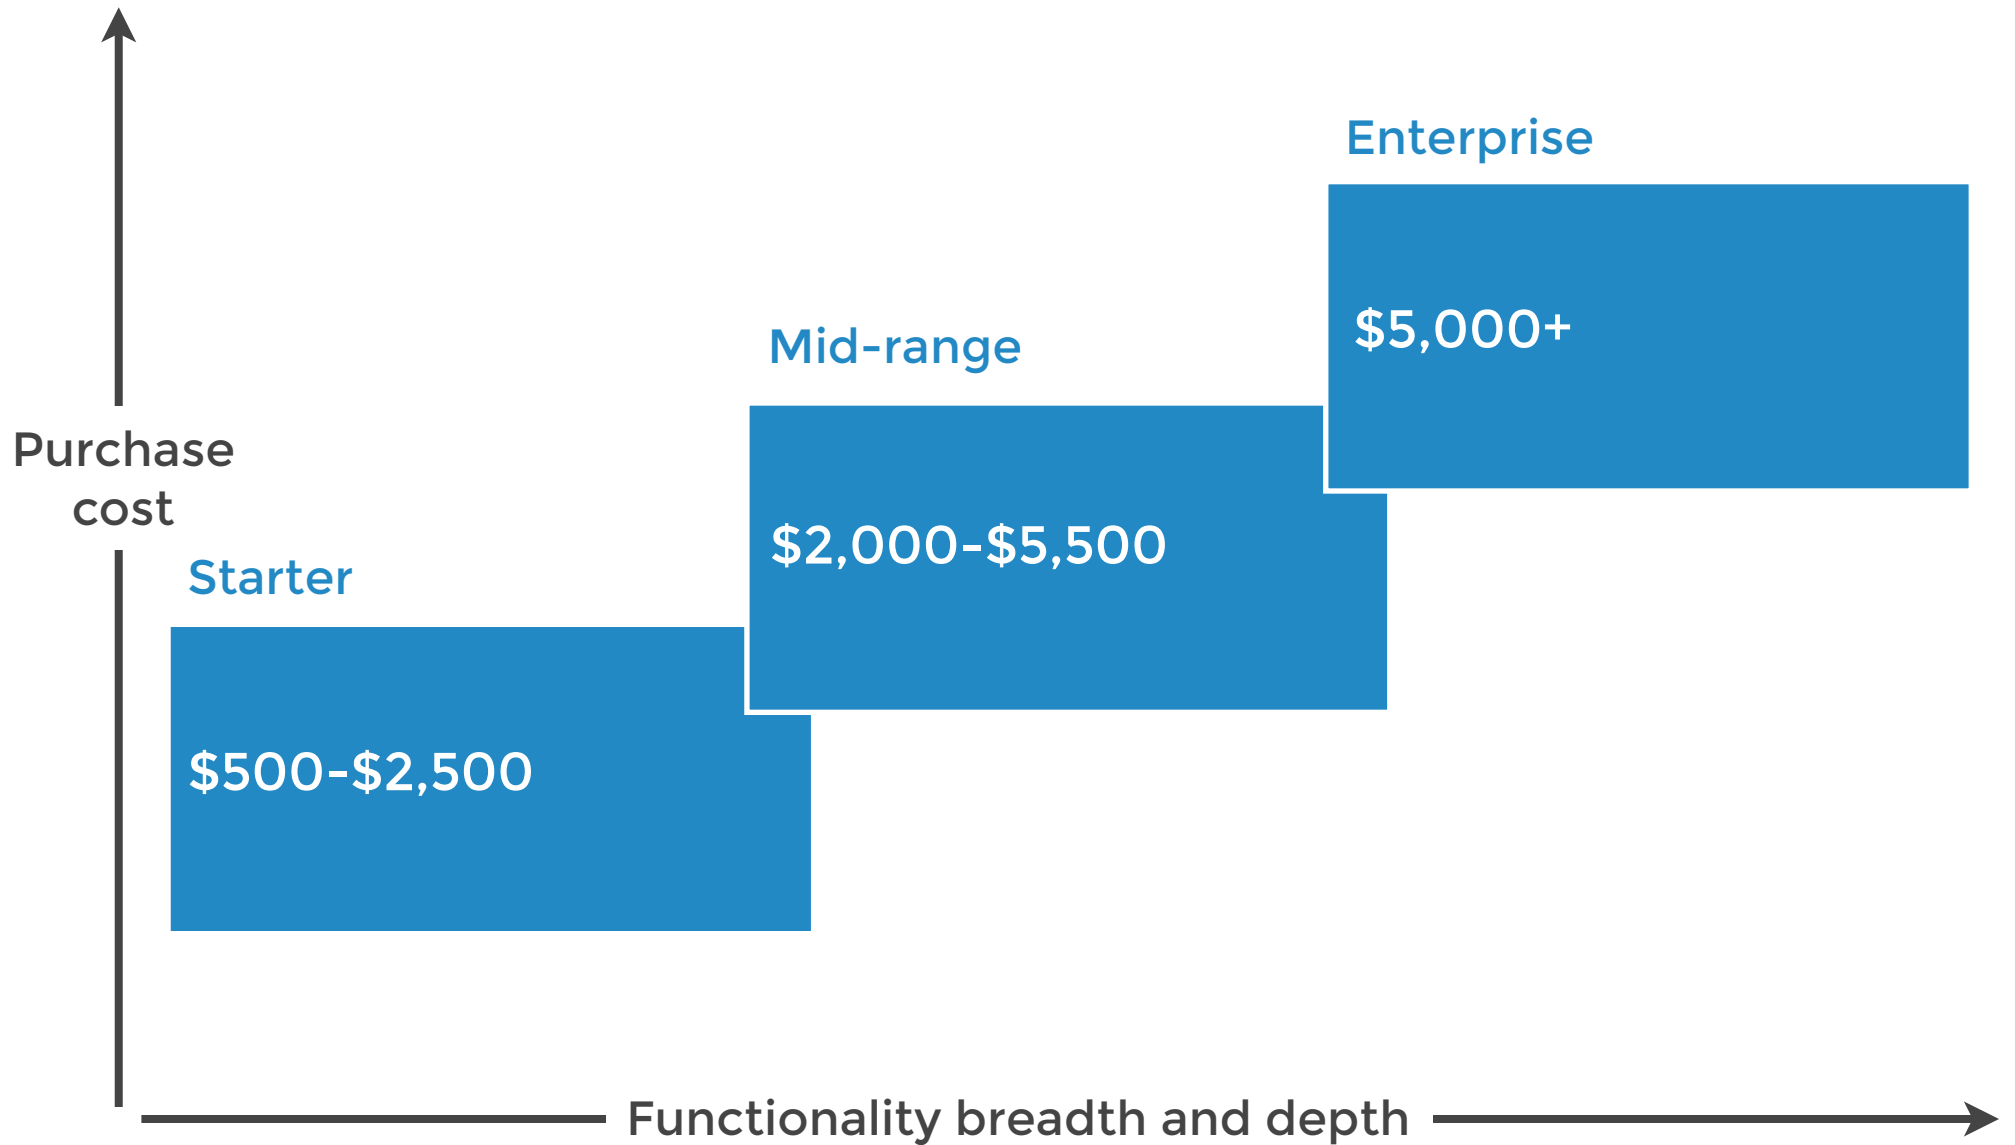 Enterprise
$5,000+
Mid-range
$2,000-$5,500
Purchase
cost
Starter
$500-$2,500
Functionality breadth and depth